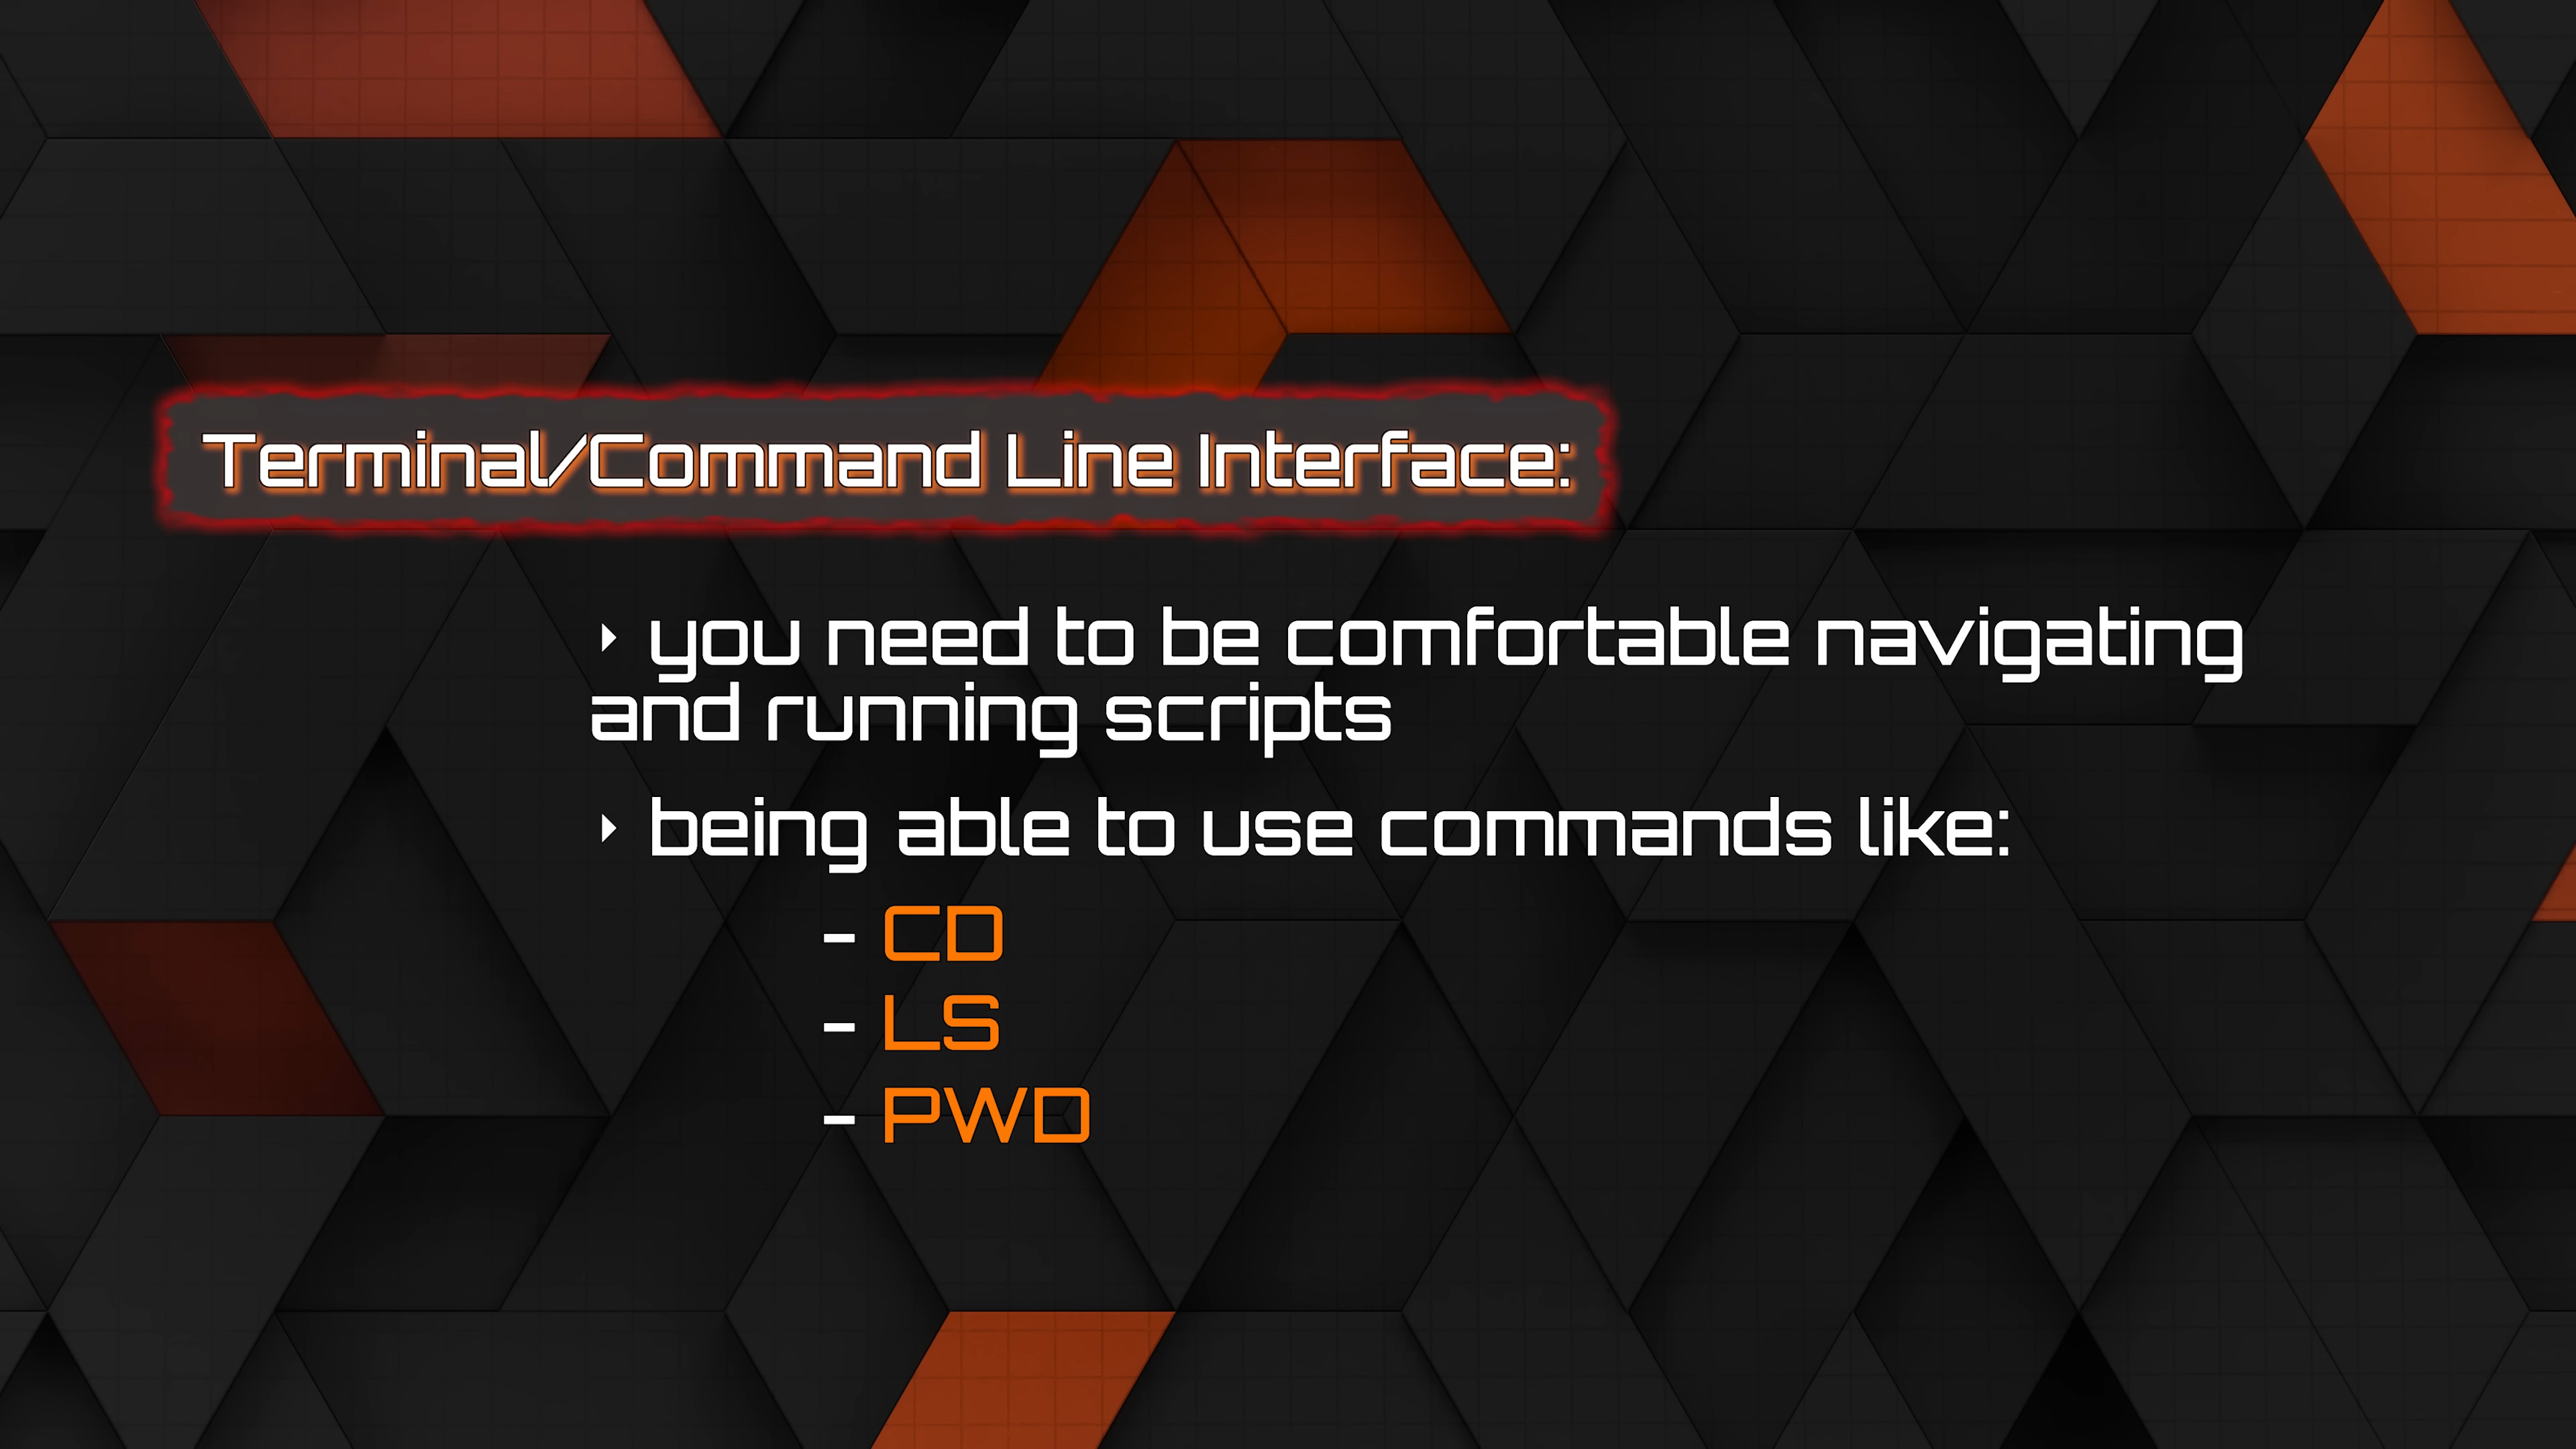 Terminal/Command Line Interface:
‣ you need to be comfortable navigating
and running scripts
‣ being able to use commands like:
- CD
- LS
- PWD